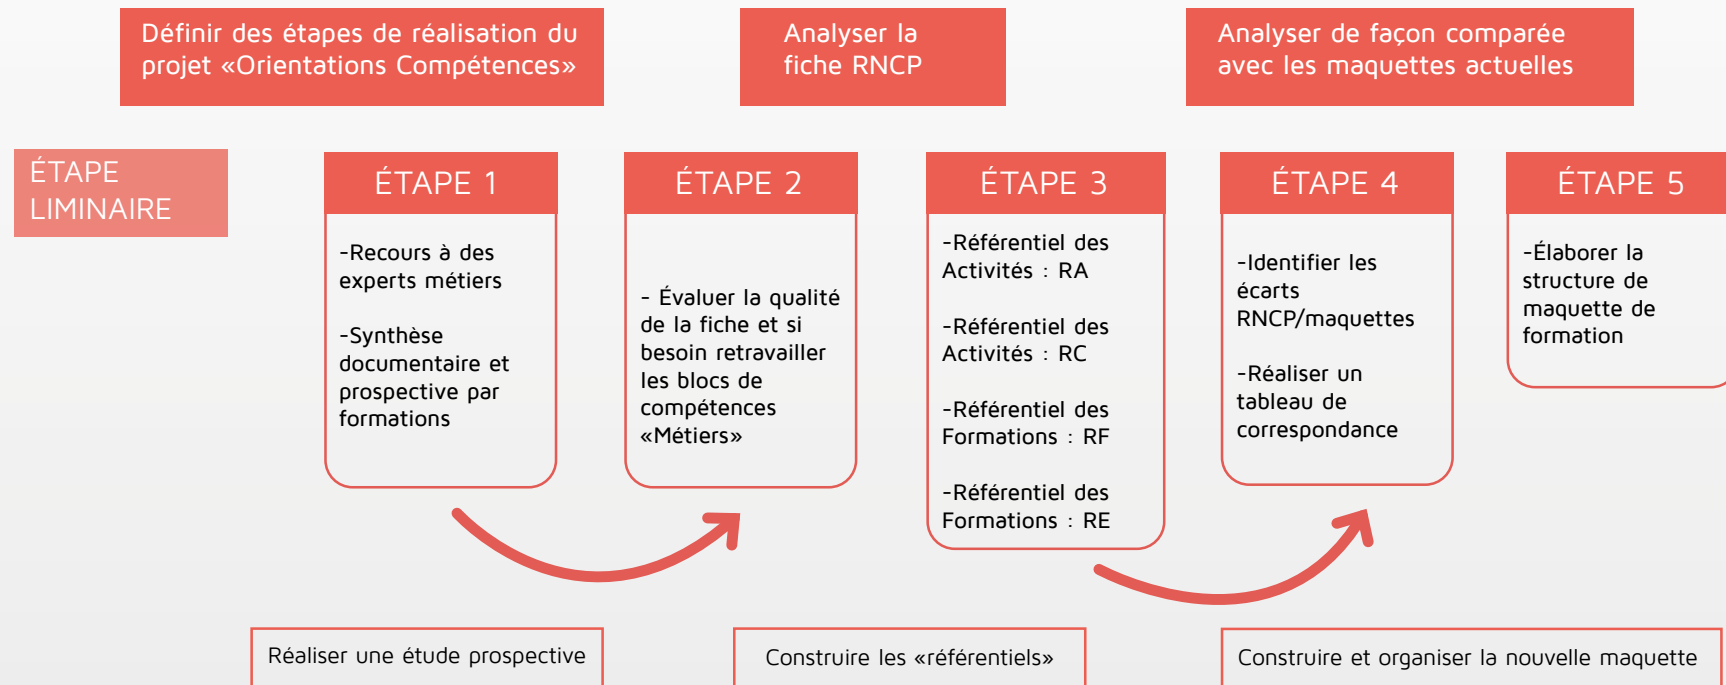 Définir des étapes de réalisation du
projet «Orientations Compétences»
Analyser la
fiche RNCP
Analyser de façon comparée
avec les maquettes actuelles
ÉTAPE
LIMINAIRE
ÉTAPE 1
-Recours à des
experts métiers
-Synthèse
documentaire et
prospective par
formations
ÉTAPE 2
- Évaluer la qualité
de la fiche et si
besoin retravailler
les blocs de
compétences
«Métiers»
ÉTAPE 3
-Référentiel des
Activités : RA
-Référentiel des
Activités : RC
-Référentiel des
Formations : RF
-Référentiel des
Formations : RE
ÉTAPE 4
-Identifier les
écarts
RNCP/maquettes
-Réaliser un
tableau de
correspondance
ÉTAPE 5
-Élaborer la
structure de
maquette de
formation
Réaliser une étude prospective
Construire les «référentiels»
Construire et organiser la nouvelle maquette